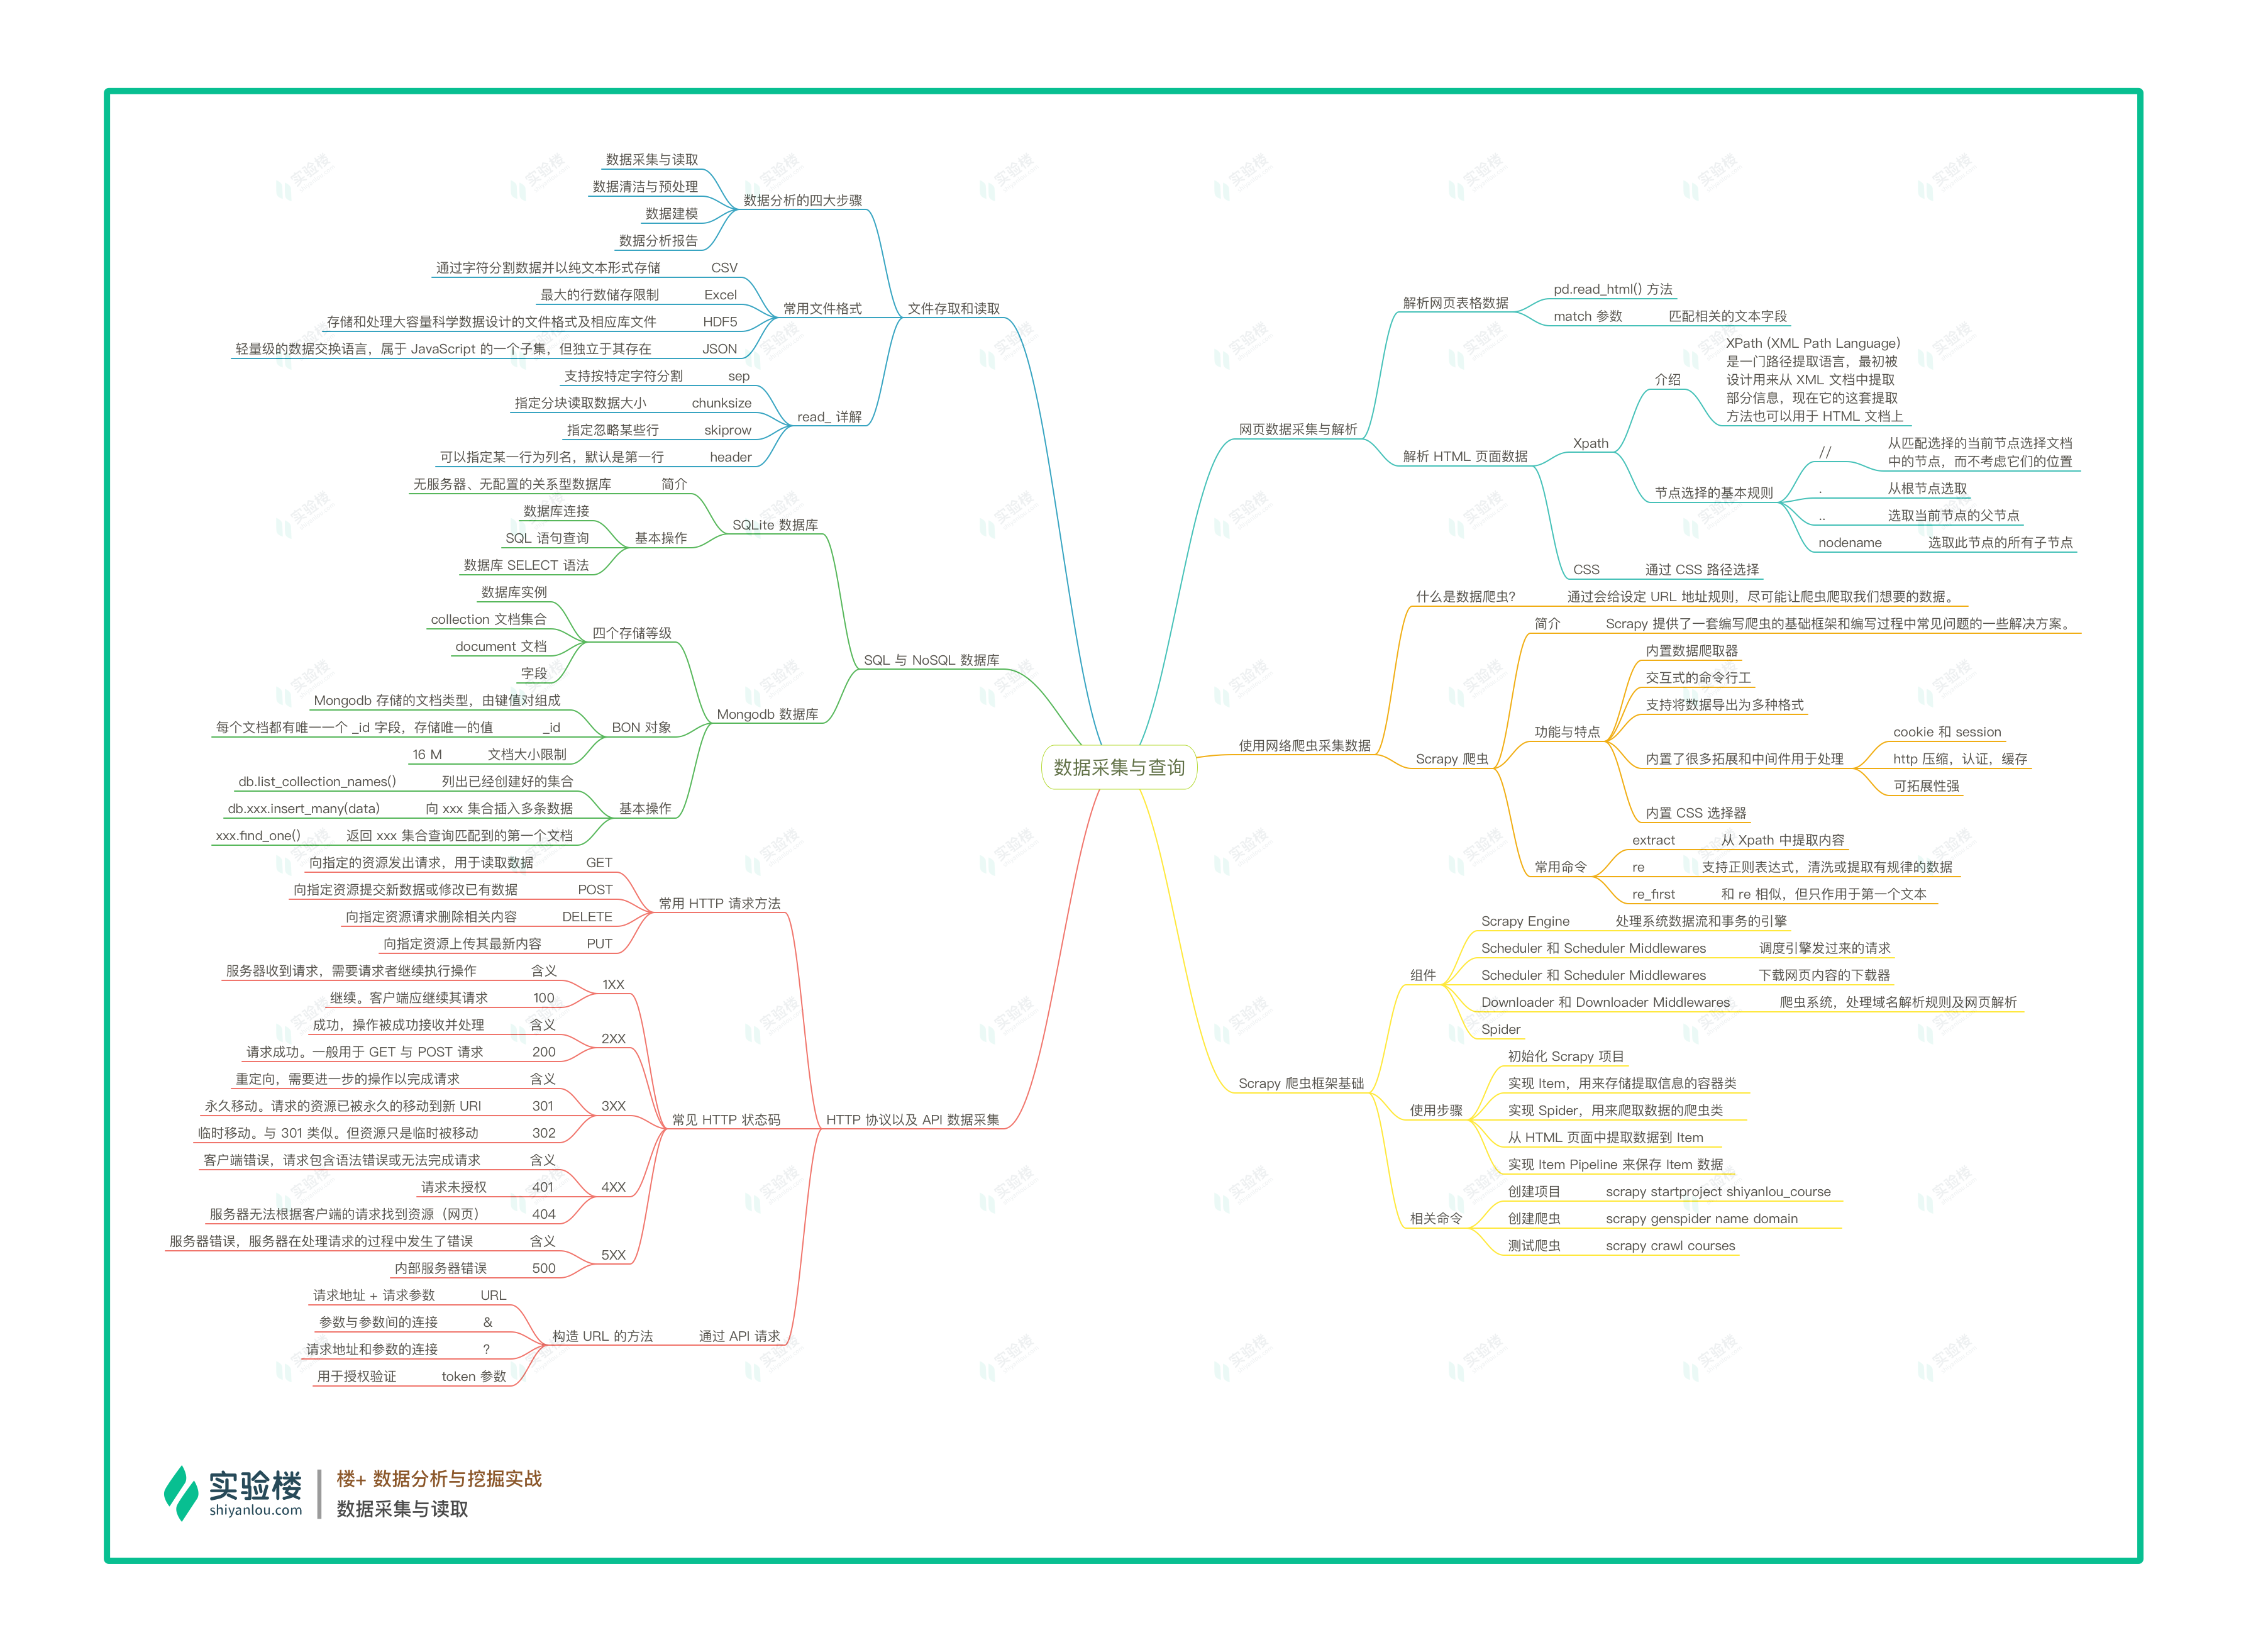 数据采集与查询
文件存取和读取
数据分析的四大步骤
数据采集与读取
数据清洁与预处理
数据建模
数据分析报告
常用文件格式
CSV
通过字符分割数据并以纯文本形式存储
Excel
最大的行数储存限制
HDF5
存储和处理大容量科学数据设计的文件格式及相应库文件
JSON
轻量级的数据交换语言，属于 JavaScript 的一个子集，但独立于其存在
read_ 详解
sep
支持按特定字符分割
chunksize
指定分块读取数据大小
skiprow
指定忽略某些行
header
可以指定某一行为列名，默认是第一行
SQL 与 NoSQL 数据库
SQLite 数据库
简介
无服务器、无配置的关系型数据库
基本操作
数据库连接
SQL 语句查询
数据库 SELECT 语法
Mongodb 数据库
四个存储等级
数据库实例
collection 文档集合
document 文档
字段
BON 对象
Mongodb 存储的文档类型，由键值对组成
_id
每个文档都有唯一一个 _id 字段，存储唯一的值
文档大小限制
16 M
基本操作
列出已经创建好的集合
db.list_collection_names()
向 xxx 集合插入多条数据
db.xxx.insert_many(data)
返回 xxx 集合查询匹配到的第一个文档
xxx.find_one()
HTTP 协议以及 API 数据采集
常用 HTTP 请求方法
GET
向指定的资源发出请求，用于读取数据
POST
向指定资源提交新数据或修改已有数据
DELETE
向指定资源请求删除相关内容
PUT
向指定资源上传其最新内容
常见 HTTP 状态码
1XX
含义
服务器收到请求，需要请求者继续执行操作
100
继续。客户端应继续其请求
2XX
含义
成功，操作被成功接收并处理
200
请求成功。一般用于 GET 与 POST 请求
3XX
含义
重定向，需要进一步的操作以完成请求
301
永久移动。请求的资源已被永久的移动到新 URI
302
临时移动。与 301 类似。但资源只是临时被移动
4XX
含义
客户端错误，请求包含语法错误或无法完成请求
401
请求未授权
404
服务器无法根据客户端的请求找到资源（网页）
5XX
含义
服务器错误，服务器在处理请求的过程中发生了错误
500
内部服务器错误
通过 API 请求
构造 URL 的方法
URL
请求地址 + 请求参数
&
参数与参数间的连接
?
请求地址和参数的连接
token 参数
用于授权验证
网页数据采集与解析
解析网页表格数据
pd.read_html() 方法
match 参数
匹配相关的文本字段
解析 HTML 页面数据
Xpath
介绍
XPath (XML Path Language)
是一门路径提取语言，最初被
设计用来从 XML 文档中提取
部分信息，现在它的这套提取
方法也可以用于 HTML 文档上
节点选择的基本规则
//
从匹配选择的当前节点选择文档
中的节点，而不考虑它们的位置
.
从根节点选取
..
选取当前节点的父节点
nodename
选取此节点的所有子节点
CSS
通过 CSS 路径选择
使用网络爬虫采集数据
什么是数据爬虫？
通过会给设定 URL 地址规则，尽可能让爬虫爬取我们想要的数据。
Scrapy 爬虫
简介
Scrapy 提供了一套编写爬虫的基础框架和编写过程中常见问题的一些解决方案。
功能与特点
内置数据爬取器
交互式的命令行工
支持将数据导出为多种格式
内置了很多拓展和中间件用于处理
cookie 和 session
http 压缩，认证，缓存
可拓展性强
内置 CSS 选择器
常用命令
extract
从 Xpath 中提取内容
re
支持正则表达式，清洗或提取有规律的数据
re_first
和 re 相似，但只作用于第一个文本
Scrapy 爬虫框架基础
组件
Scrapy Engine
处理系统数据流和事务的引擎
Scheduler 和 Scheduler Middlewares
调度引擎发过来的请求
Scheduler 和 Scheduler Middlewares
下载网页内容的下载器
Downloader 和 Downloader Middlewares
爬虫系统，处理域名解析规则及网页解析
Spider
使用步骤
初始化 Scrapy 项目
实现 Item，用来存储提取信息的容器类
实现 Spider，用来爬取数据的爬虫类
从 HTML 页面中提取数据到 Item
实现 Item Pipeline 来保存 Item 数据
相关命令
创建项目
scrapy startproject shiyanlou_course
创建爬虫
scrapy genspider name domain
测试爬虫
scrapy crawl courses
实验楼
shiyanlou.com
楼+ 数据分析与挖掘实战
数据采集与读取